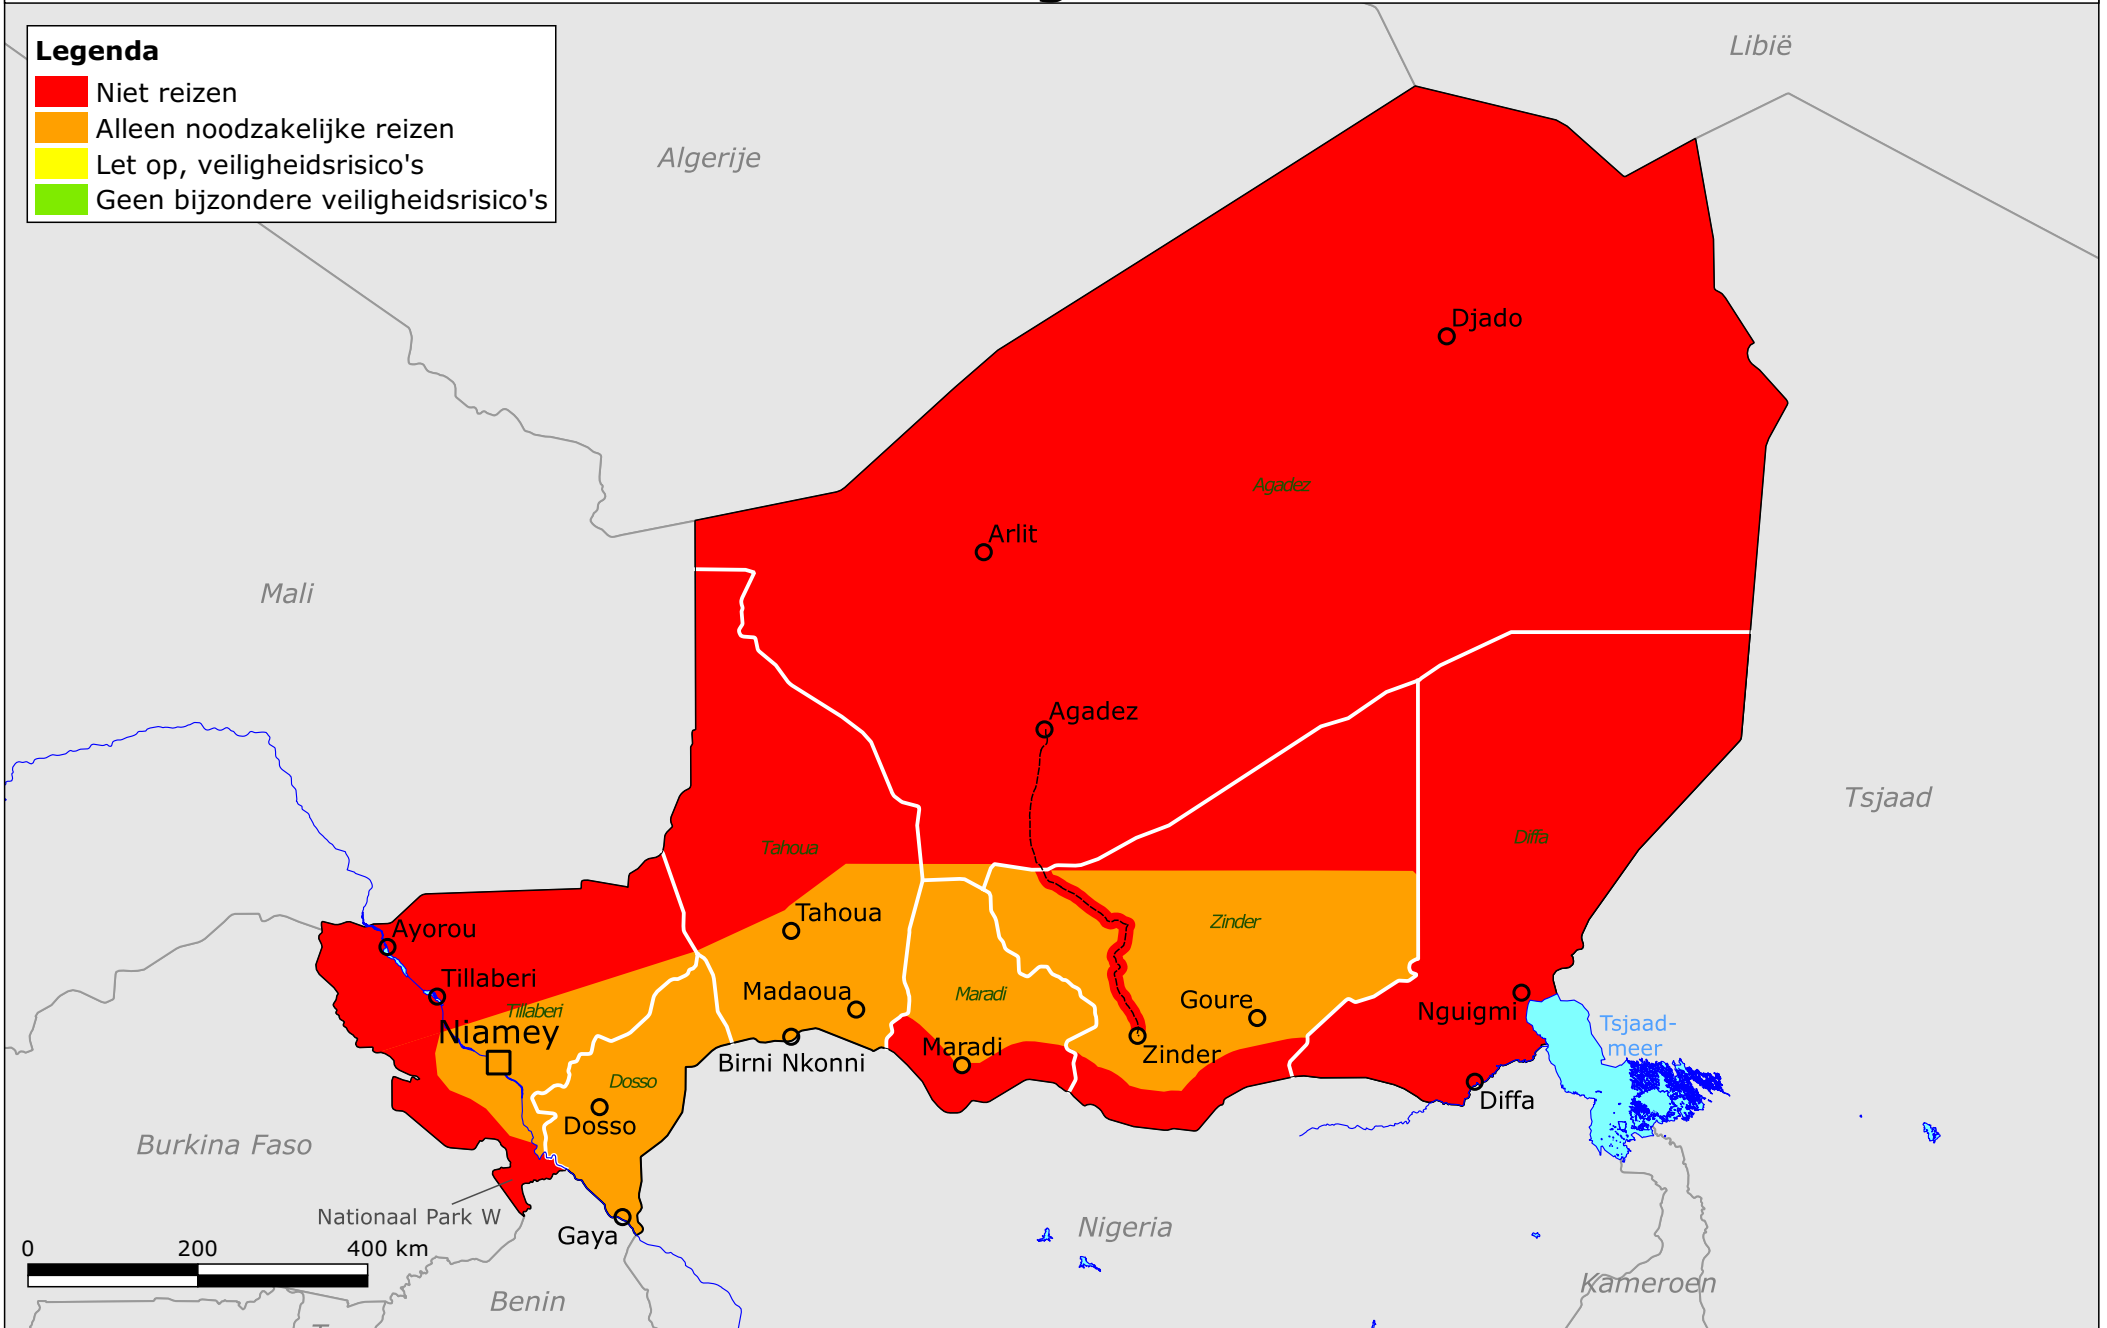 Legenda
Niet reizen
Alleen noodzakelijke reizen
Let op, veiligheidsrisico's
Geen bijzondere veiligheidsrisico's
Libië
Algerije
Djado
Agadez
Arlit
Mali
Agadez
Tsjaad
Tahoua
Diffa
Tahoua
Zinder
Ayorou
Tillaberi
Tillaberi
Madaoua
Maradi
Goure
Nguigmi
Niamey
Tsjaad-
meer
Maradi
Zinder
Birni Nkonni
Dosso
Dosso
Diffa
Burkina Faso
Nationaal Park W
Gaya
Nigeria
0 200 400 km
Benin
Kameroen